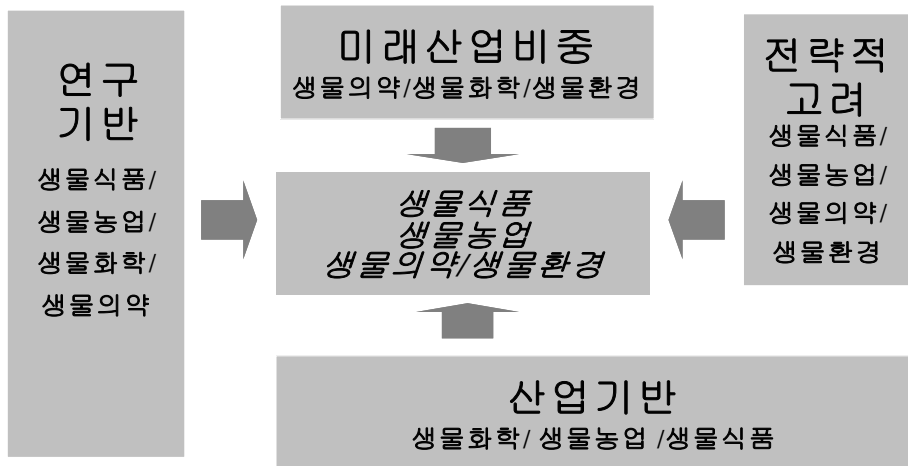 연구
기반
생물식품/
생물농업/
생물화학/
생물의약
미래산업비중
생물의약/생물화학/생물환경
전략적
고려
생물식품/
생물농업/
생물의약/
생물환경
생물식품
생물농업
생물의약/생물환경
산업기반
생물화학/ 생물농업 /생물식품